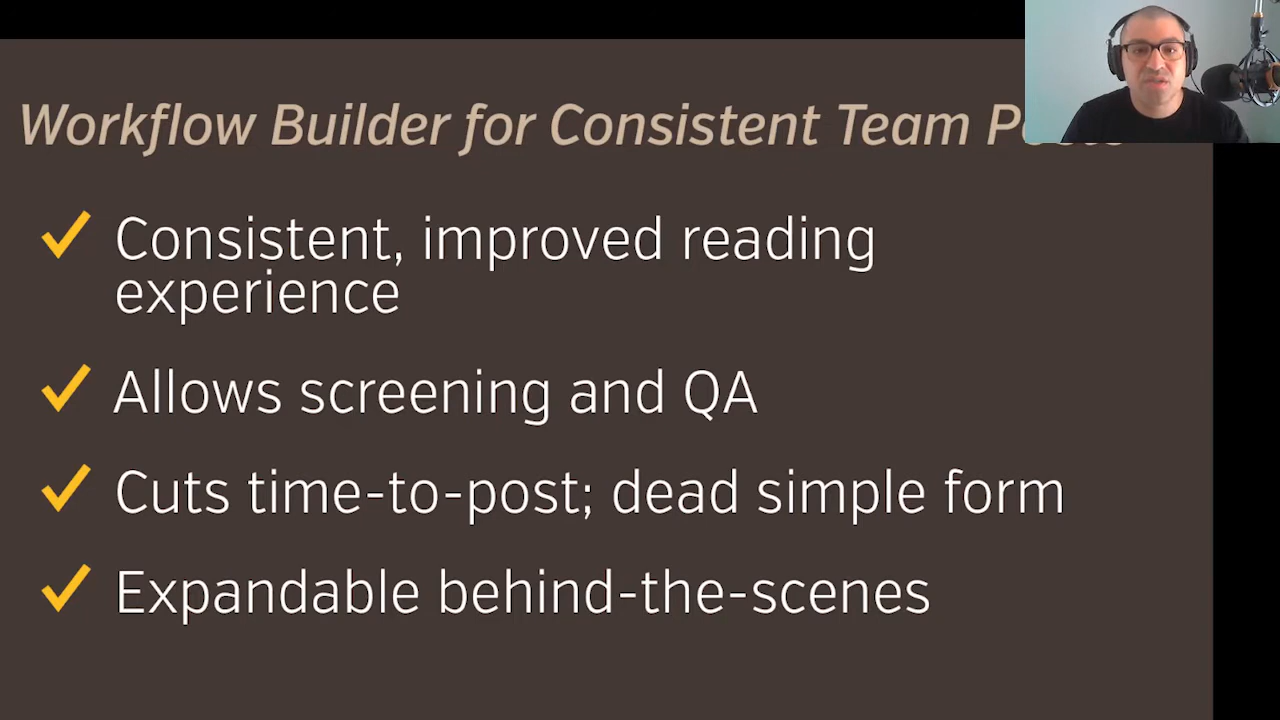 Workflow Builder for Consistent Team
Consistent, improved reading
experience
Allows screening and QA
Cuts time-to-post; dead simple form
Expandable behind-the-scenes